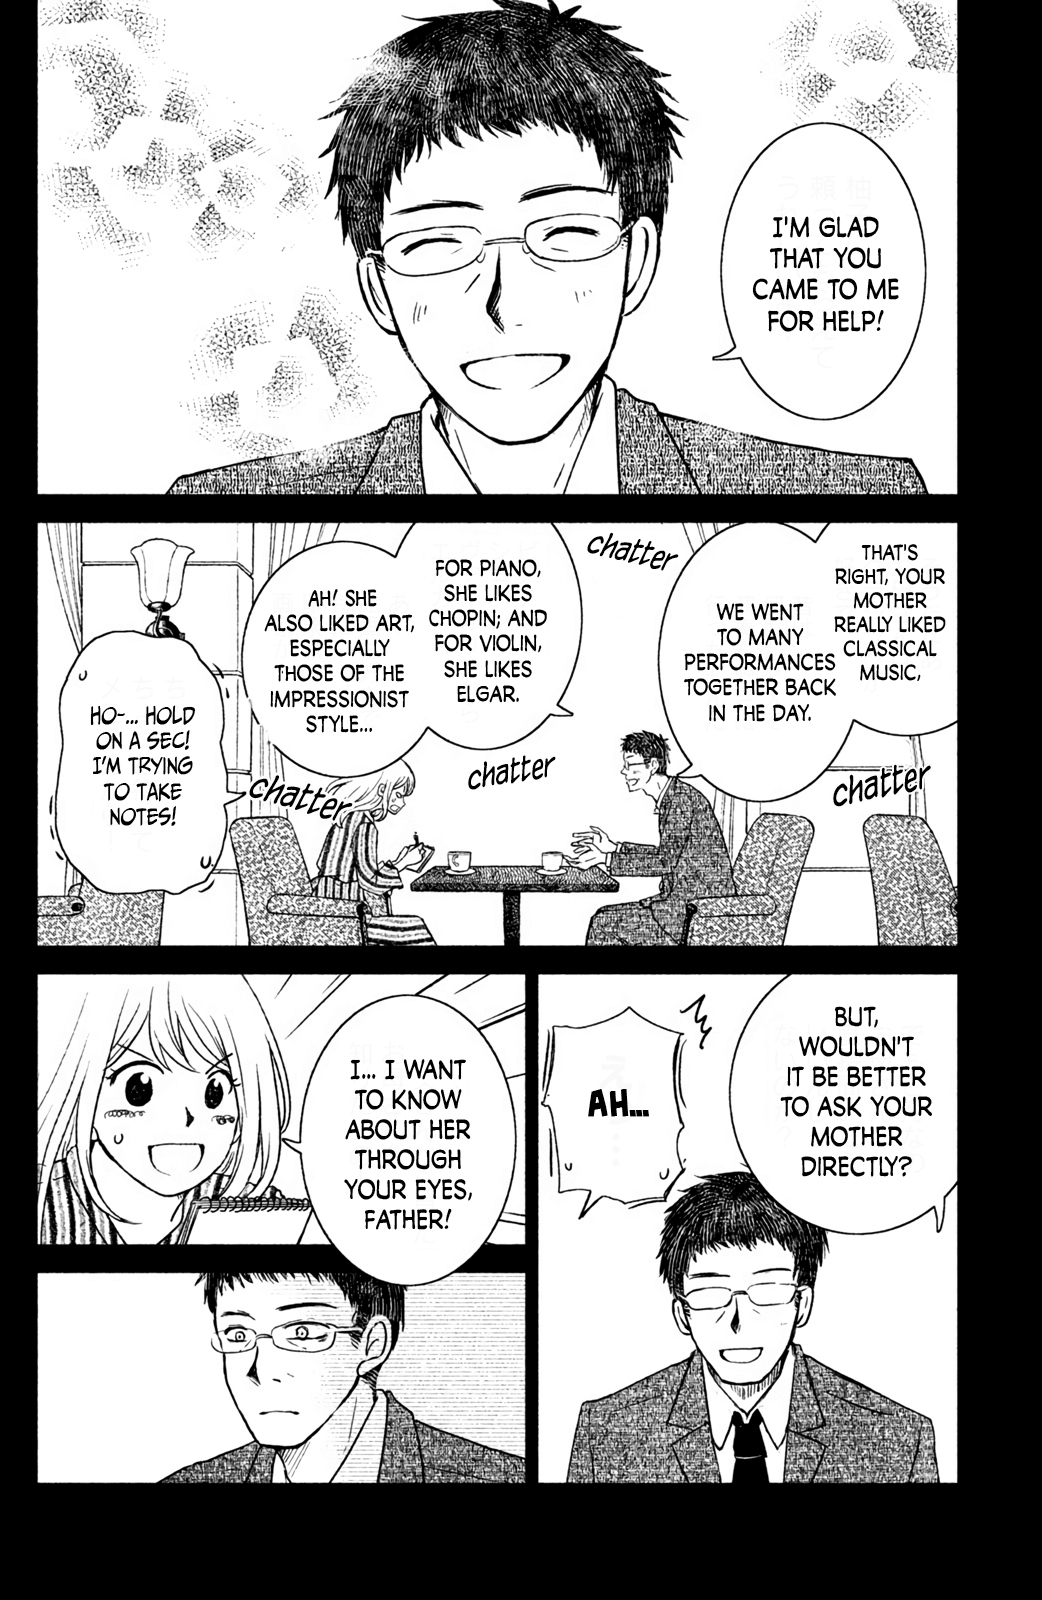 I'M GLAD
THAT YOU
CAME TO ME
FOR HELP!
THAT'S
RIGHT, YOUR
MOTHER
REALLY LIKED
CLASSICAL
MUSIC,
WE WENT
TO MANY
PERFORMANCES
TOGETHER BACK
IN THE DAY.
chatter
chatter
FOR PIANO,
SHE LIKES
CHOPIN; AND
FOR VIOLIN,
SHE LIKES
ELGAR.
chatter
AH! SHE
ALSO LIKED ART,
ESPECIALLY
THOSE OF THE
IMPRESSIONIST
STYLE...
chatter
HO-... HOLD
ON A SEC!
I'M TRYING
TO TAKE
NOTES!
BUT,
WOULDN'T
IT BE BETTER
TO ASK YOUR
MOTHER
DIRECTLY?
AH...
I... I WANT
TO KNOW
ABOUT HER
THROUGH
YOUR EYES,
FATHER!